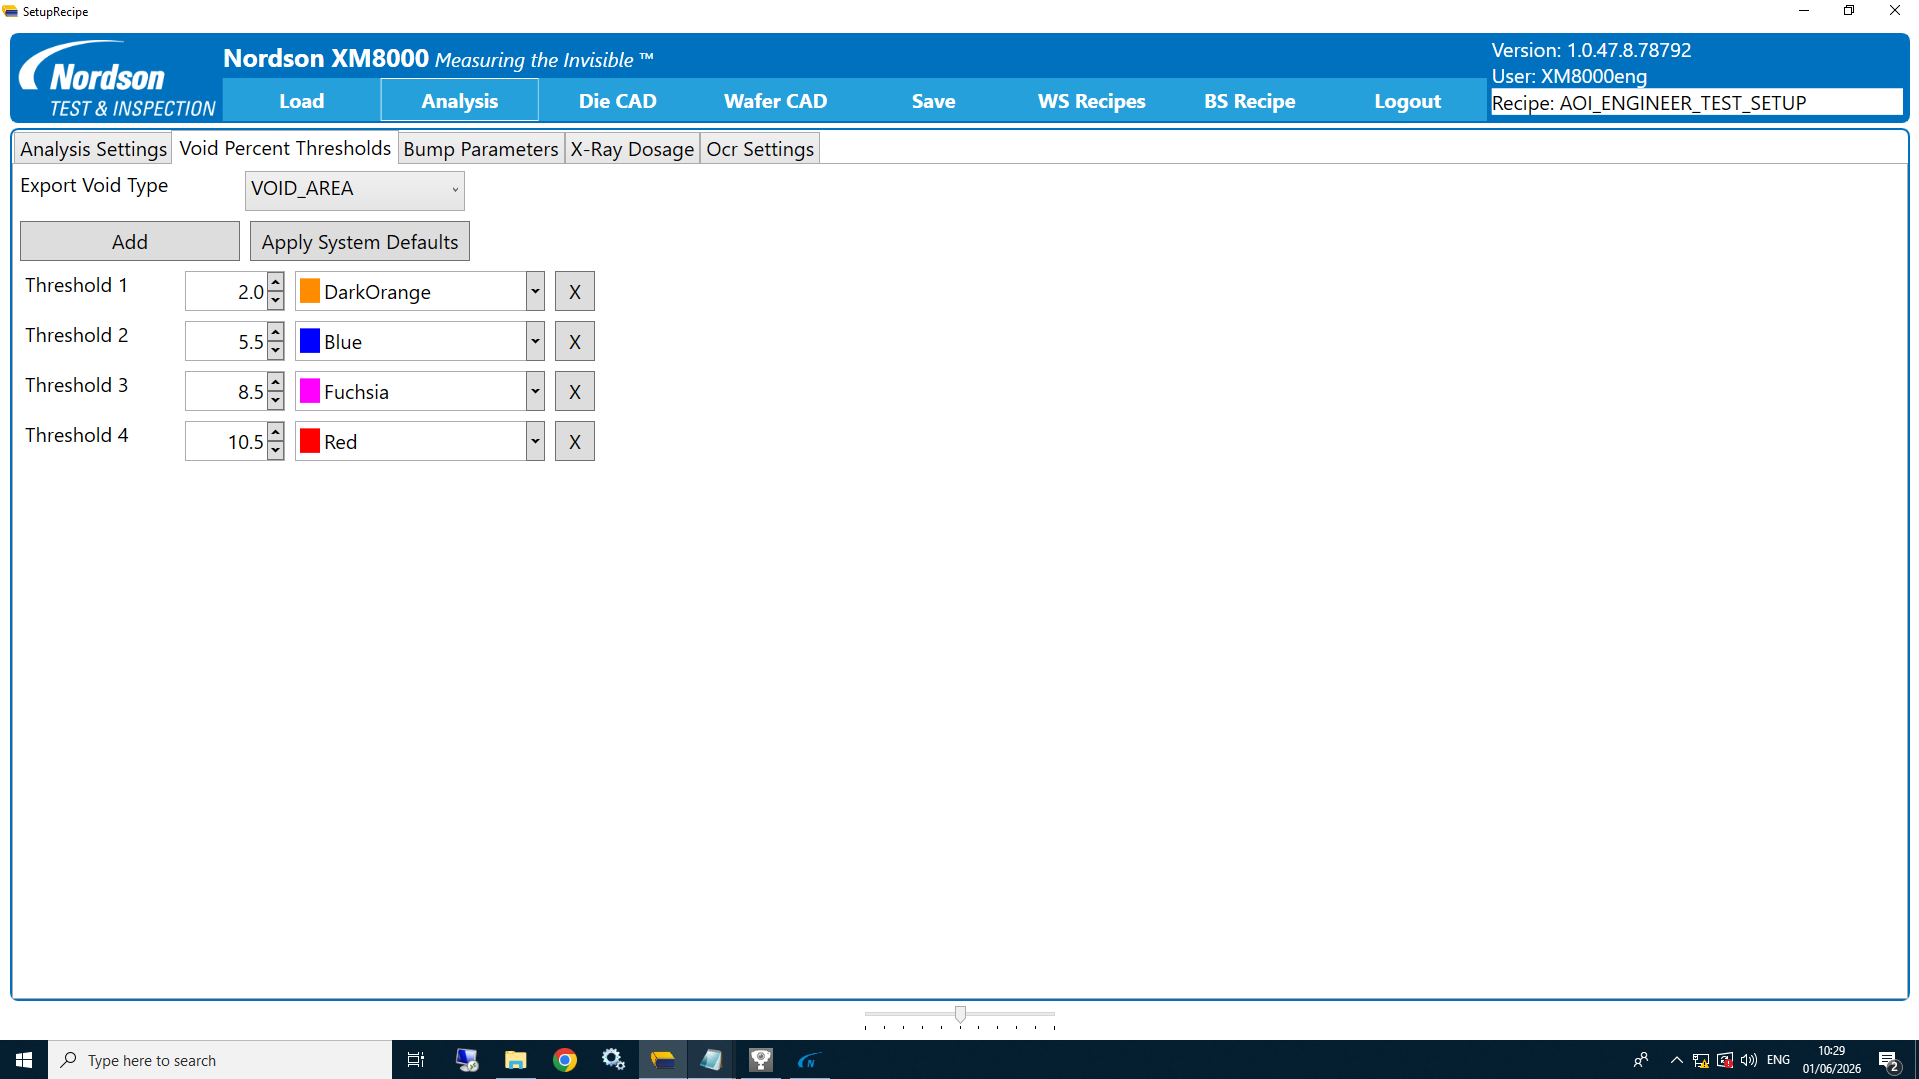 SetupRecipe
Nordson
TEST & INSPECTION
Nordson XM8000 Measuring the Invisible ™
Version: 1.0.47.8.78792
User: XM8000eng
Recipe: AOI_ENGINEER_TEST_SETUP
Load Analysis Die CAD Wafer CAD Save WS Recipes BS Recipe Logout
Analysis Settings Void Percent Thresholds Bump Parameters X-Ray Dosage Ocr Settings
Export Void Type VOID_AREA
Add Apply System Defaults
Threshold 1 2.0 DarkOrange X
Threshold 2 5.5 Blue X
Threshold 3 8.5 Fuchsia X
Threshold 4 10.5 Red X
Type here to search
N
ENG
10:29
01/06/2026
2